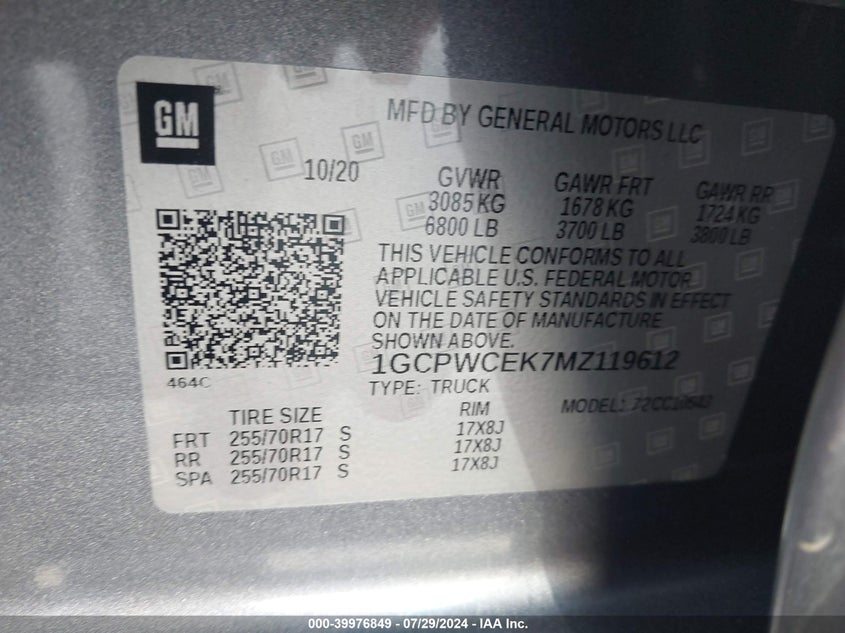 GM
MFD BY GENERAL MOTORS LLC
10/20
GVWR GAWR FRT GAWR RR
3085 KG 1678 KG 1724 KG
6800 LB 3700 LB 3800 LB
THIS VEHICLE CONFORMS TO ALL
APPLICABLE U.S. FEDERAL MOTOR
VEHICLE SAFETY STANDARDS IN EFFECT
ON THE DATE OF MANUFACTURE
SHOWN ABOVE.
464C
1GCPWCEK7MZ119612
TYPE: TRUCK
MODEL:
TIRE SIZE RIM
FRT 255/70R17 S 17X8J
RR 255/70R17 S 17X8J
SPA 255/70R17 S 17X8J
000-39976849 / 07/29/2024 - IAA Inc.